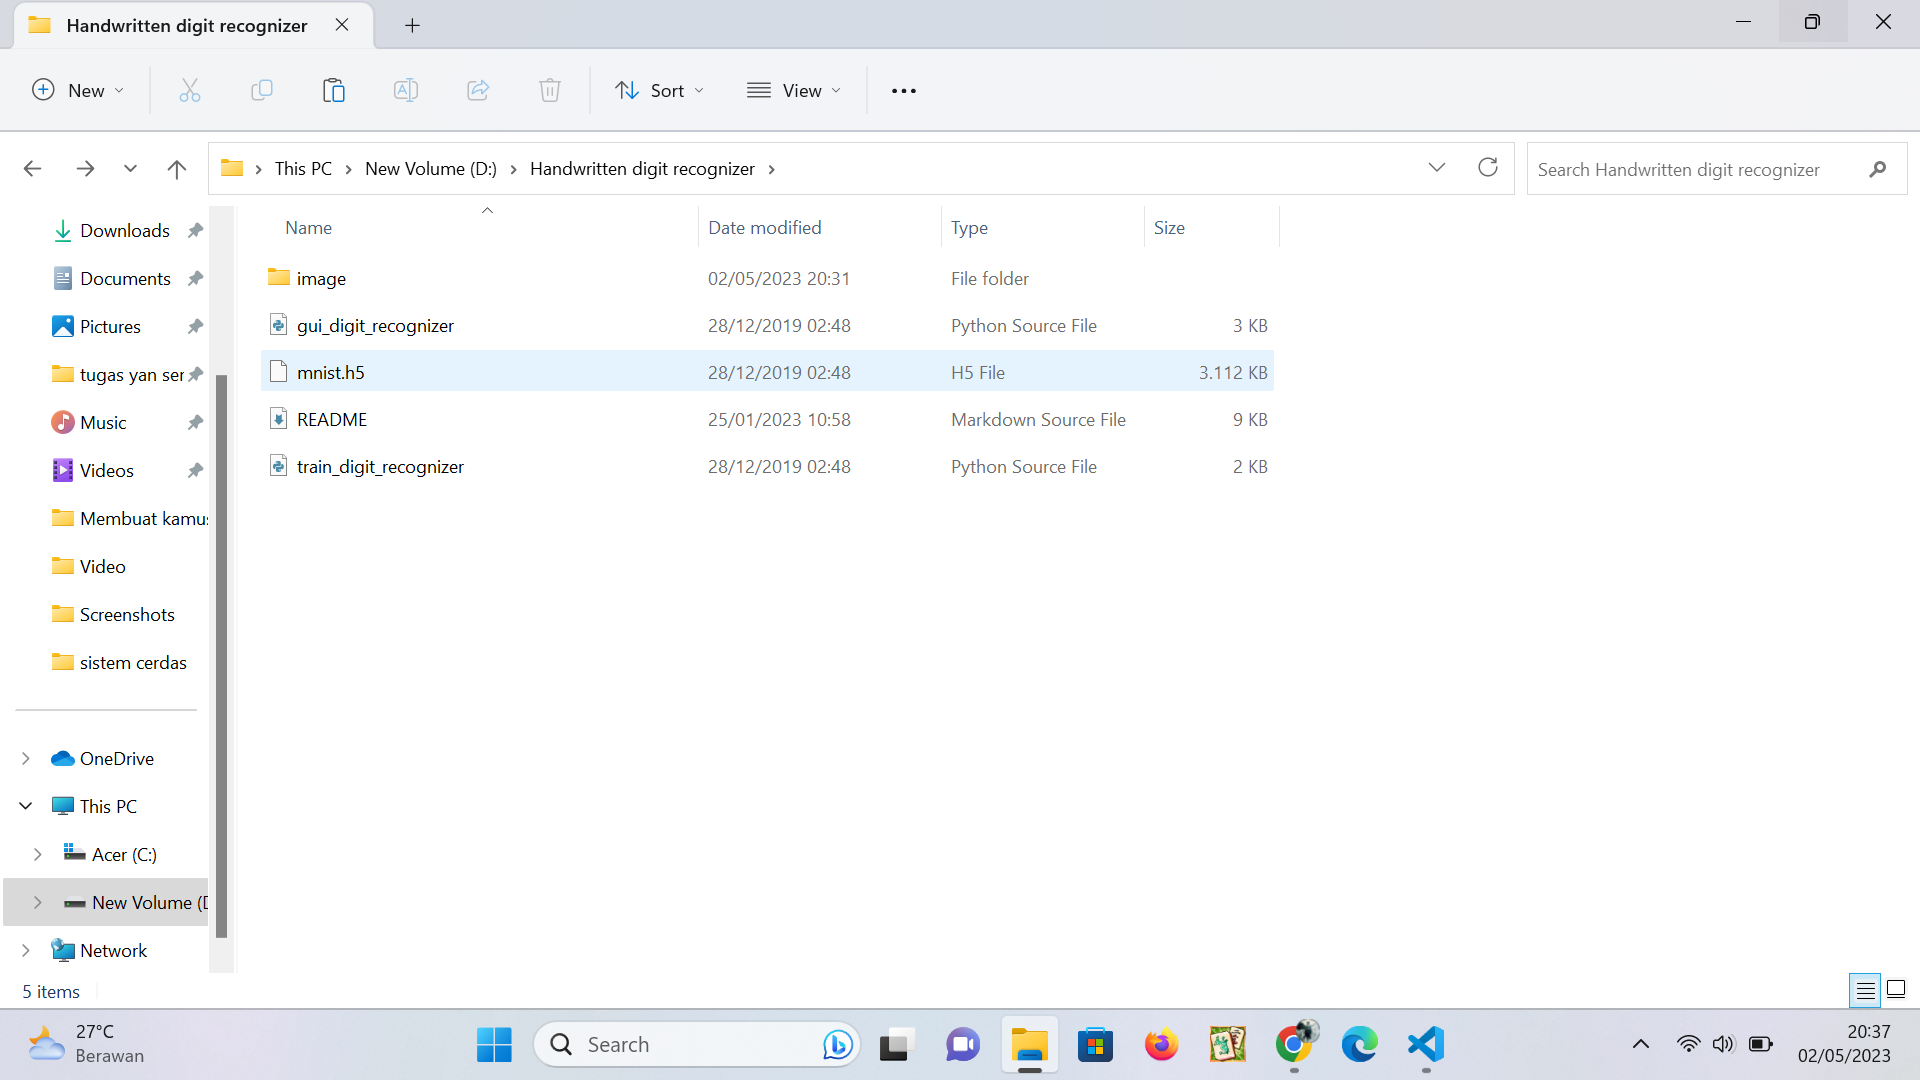 Handwritten digit recognizer
New
Sort
View
This PC > New Volume (D:) > Handwritten digit recognizer >
Search Handwritten digit recognizer
Name Date modified Type Size
Downloads
Documents
Pictures
tugas yan ser
Music
Videos
Membuat kamus
Video
Screenshots
sistem cerdas
OneDrive
This PC
Acer (C:)
New Volume (D
Network
image 02/05/2023 20:31 File folder
gui_digit_recognizer 28/12/2019 02:48 Python Source File 3 KB
mnist.h5 28/12/2019 02:48 H5 File 3.112 KB
README 25/01/2023 10:58 Markdown Source File 9 KB
train_digit_recognizer 28/12/2019 02:48 Python Source File 2 KB
5 items
27°C
Berawan
Search
20:37
02/05/2023